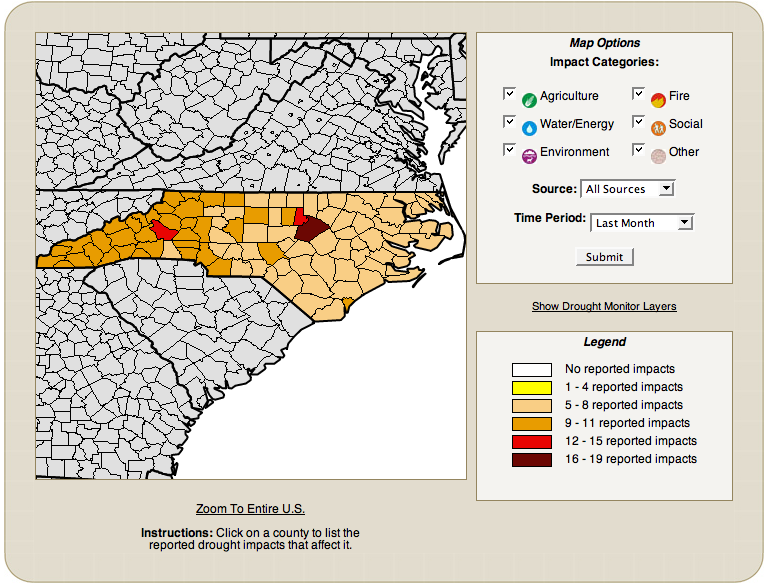 Map Options
Impact Categories:
Agriculture
Fire
Water/Energy
Social
Environment
Other
Source: All Sources
Time Period: Last Month
Submit
Show Drought Monitor Layers
Legend
No reported impacts
1 - 4 reported impacts
5 - 8 reported impacts
9 - 11 reported impacts
12 - 15 reported impacts
16 - 19 reported impacts
Zoom To Entire U.S.
Instructions: Click on a county to list the
reported drought impacts that affect it.